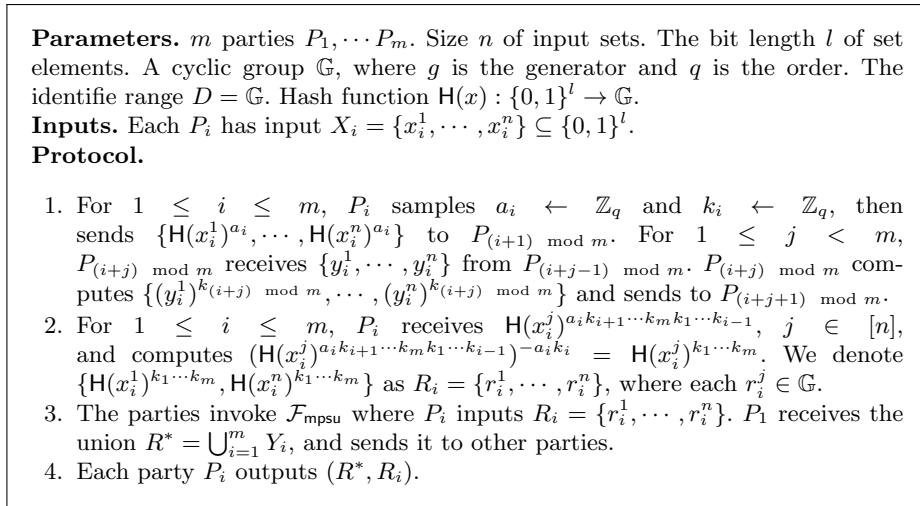 Parameters. m parties P_1, ··· P_m. Size n of input sets. The bit length l of set
elements. A cyclic group 𝔾, where g is the generator and q is the order. The
identifie range D = 𝔾. Hash function H(x) : {0, 1}^l → 𝔾.
Inputs. Each P_i has input X_i = {x_i^1, ··· , x_i^n} ⊆ {0, 1}^l.
Protocol.
1. For 1 ≤ i ≤ m, P_i samples a_i ← ℤ_q and k_i ← ℤ_q, then
sends {H(x_i^1)^{a_i}, ··· , H(x_i^n)^{a_i}} to P_{(i+1) mod m}. For 1 ≤ j < m,
P_{(i+j) mod m} receives {y_i^1, ··· , y_i^n} from P_{(i+j−1) mod m}. P_{(i+j) mod m} com-
putes {(y_i^1)^{k_{(i+j) mod m}}, ··· , (y_i^n)^{k_{(i+j) mod m}}} and sends to P_{(i+j+1) mod m}.
2. For 1 ≤ i ≤ m, P_i receives H(x_i^j)^{a_i k_{i+1}···k_m k_1···k_{i−1}}, j ∈ [n],
and computes (H(x_i^j)^{a_i k_{i+1}···k_m k_1···k_{i−1}})^{−a_i k_i} = H(x_i^j)^{k_1···k_m}. We denote
{H(x_i^1)^{k_1···k_m}, H(x_i^n)^{k_1···k_m}} as R_i = {r_i^1, ··· , r_i^n}, where each r_i^j ∈ 𝔾.
3. The parties invoke ℱ_mpsu where P_i inputs R_i = {r_i^1, ··· , r_i^n}. P_1 receives the
union R^* = ⋃_{i=1}^m Y_i, and sends it to other parties.
4. Each party P_i outputs (R^*, R_i).